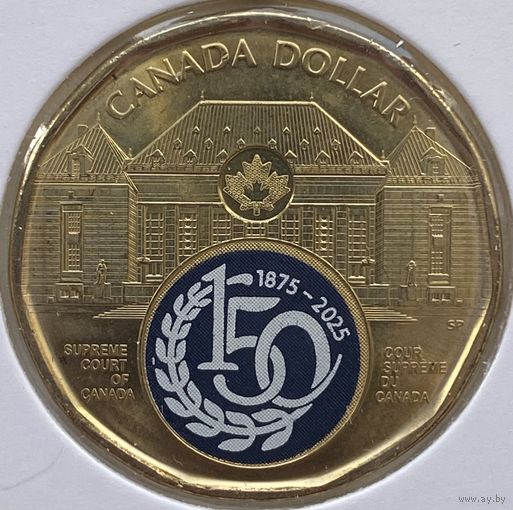 CANADA DOLLAR
150
1875-2025
SP
SUPREME
COURT
OF
CANADA
COUR
SUPRÊME
DU
CANADA
www.ay.by